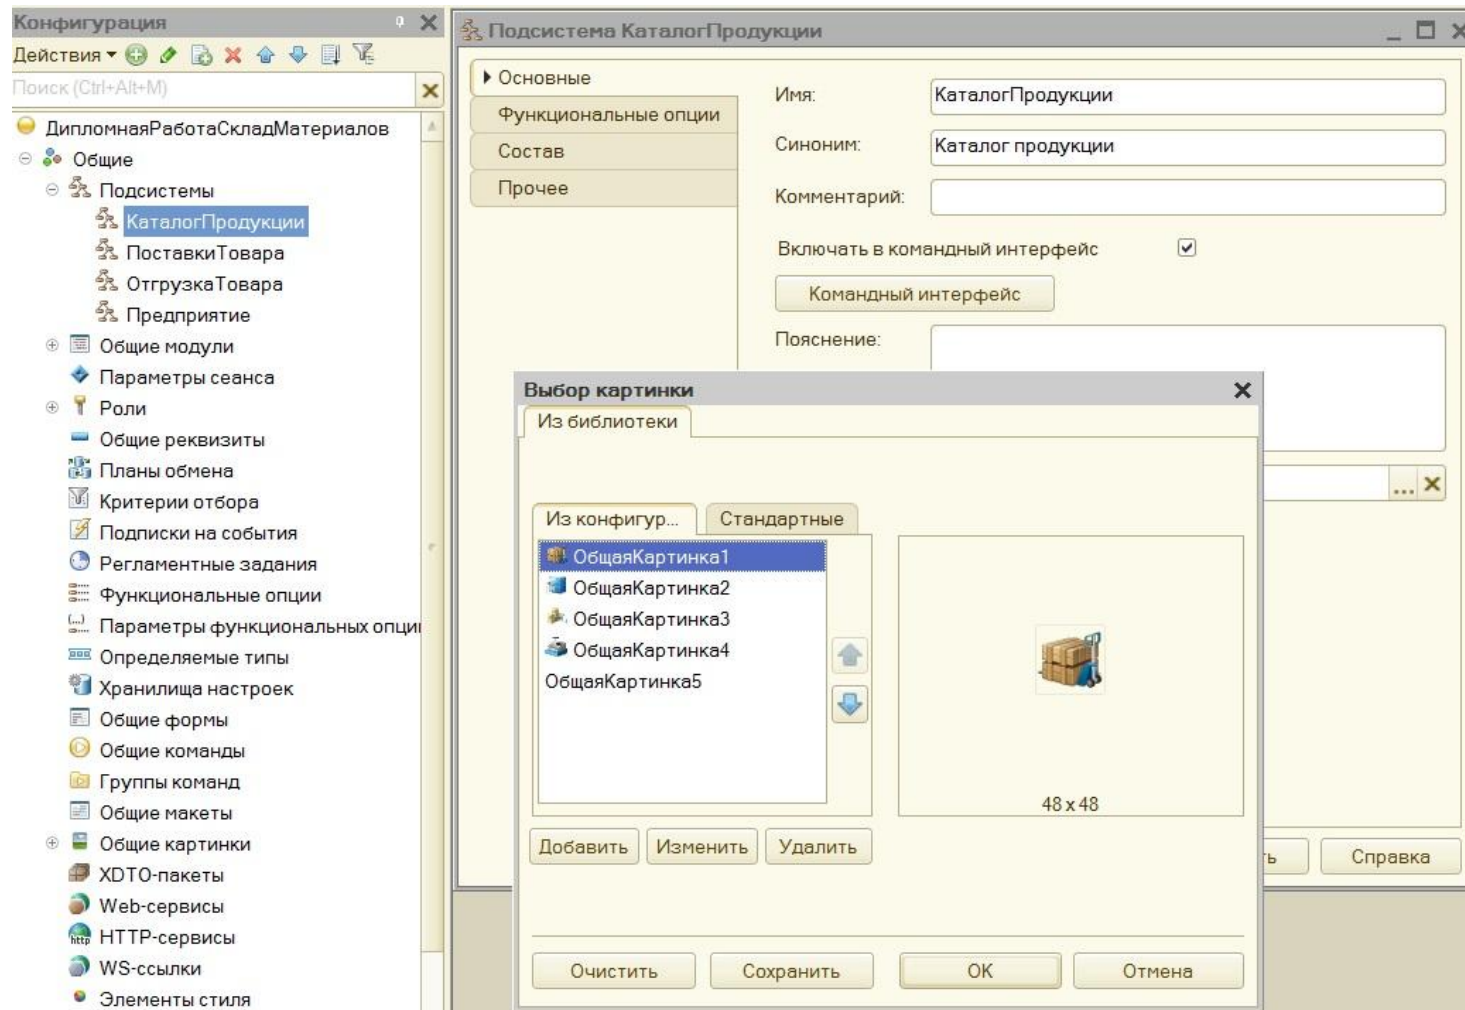 Конфигурация
Действия
Поиск (Ctrl+Alt+M)
ДипломнаяРаботаСкладМатериалов
Общие
Подсистемы
КаталогПродукции
ПоставкиТовара
ОтгрузкаТовара
Предприятие
Общие модули
Параметры сеанса
Роли
Общие реквизиты
Планы обмена
Критерии отбора
Подписки на события
Регламентные задания
Функциональные опции
Параметры функциональных опци
Определяемые типы
Хранилища настроек
Общие формы
Общие команды
Группы команд
Общие макеты
Общие картинки
XDTO-пакеты
Web-сервисы
HTTP-сервисы
WS-ссылки
Элементы стиля
Подсистема КаталогПродукции
Основные
Функциональные опции
Состав
Прочее
Имя: КаталогПродукции
Синоним: Каталог продукции
Комментарий:
Включать в командный интерфейс
Командный интерфейс
Пояснение:
Выбор картинки
Из библиотеки
Из конфигур... Стандартные
ОбщаяКартинка1
ОбщаяКартинка2
ОбщаяКартинка3
ОбщаяКартинка4
ОбщаяКартинка5
48 x 48
Добавить Изменить Удалить
Очистить Сохранить OK Отмена
ь Справка